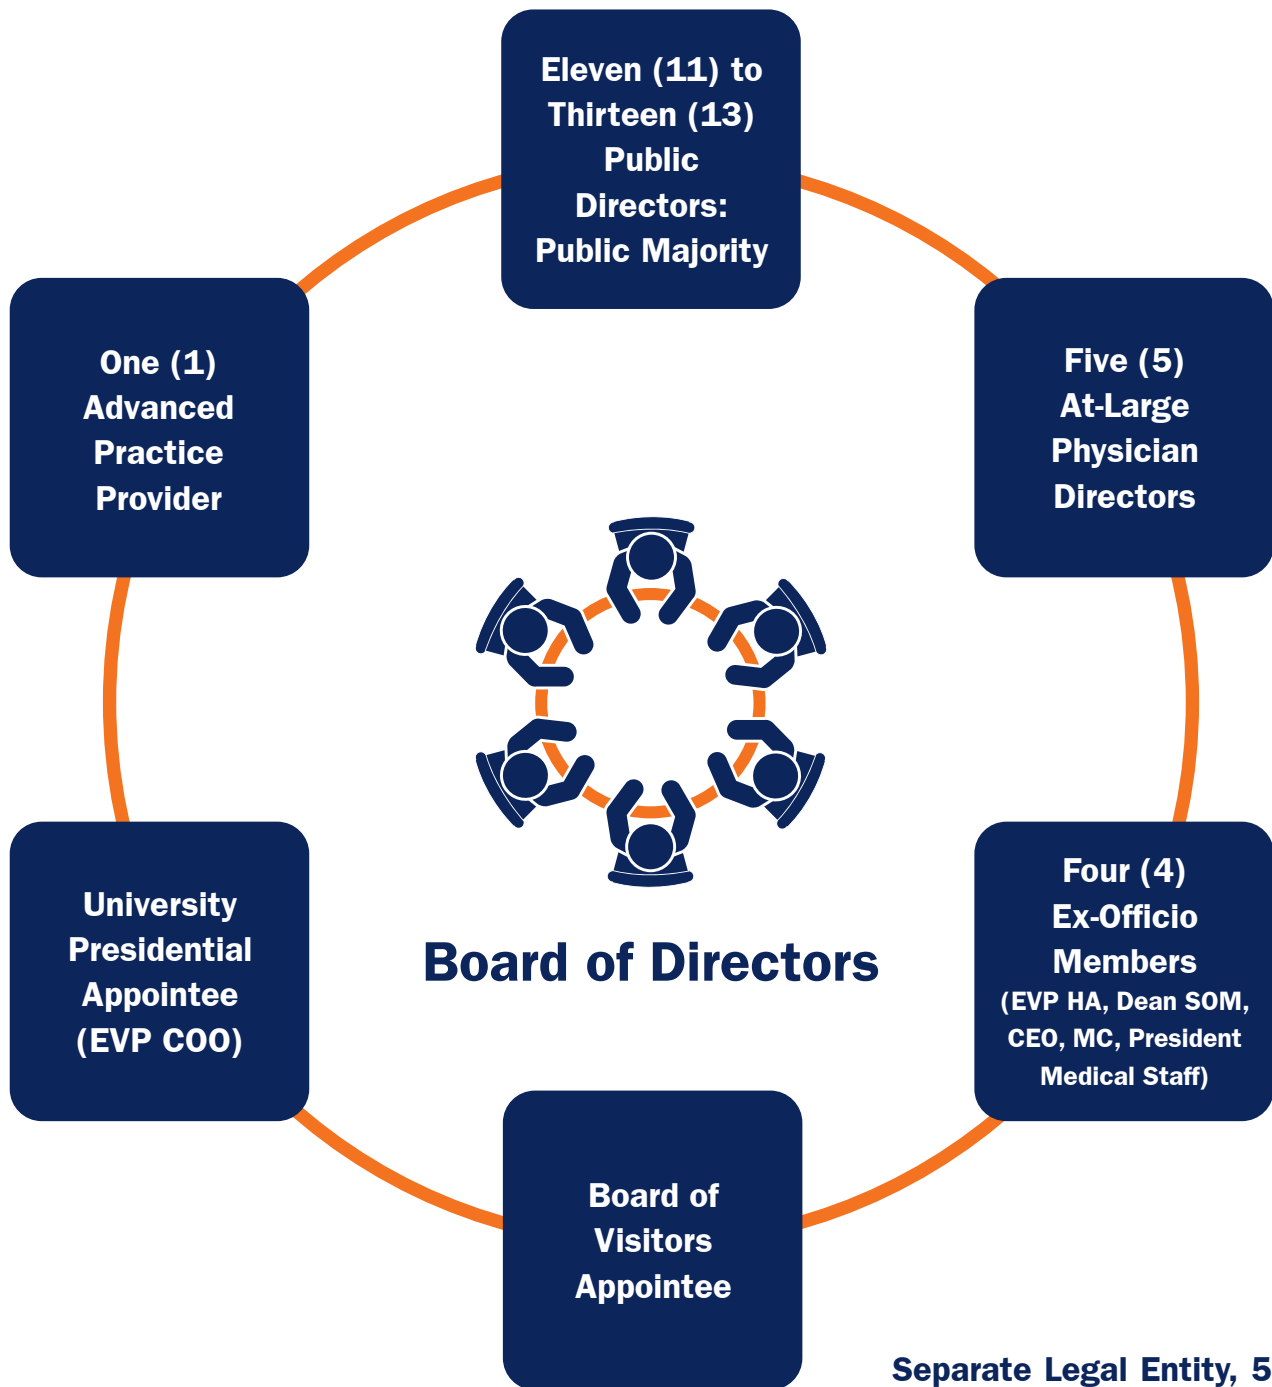 Eleven (11) to
Thirteen (13)
Public
Directors:
Public Majority
One (1)
Advanced
Practice
Provider
Five (5)
At-Large
Physician
Directors
Board of Directors
University
Presidential
Appointee
(EVP COO)
Four (4)
Ex-Officio
Members
(EVP HA, Dean SOM,
CEO, MC, President
Medical Staff)
Board of
Visitors
Appointee
Separate Legal Entity, 5